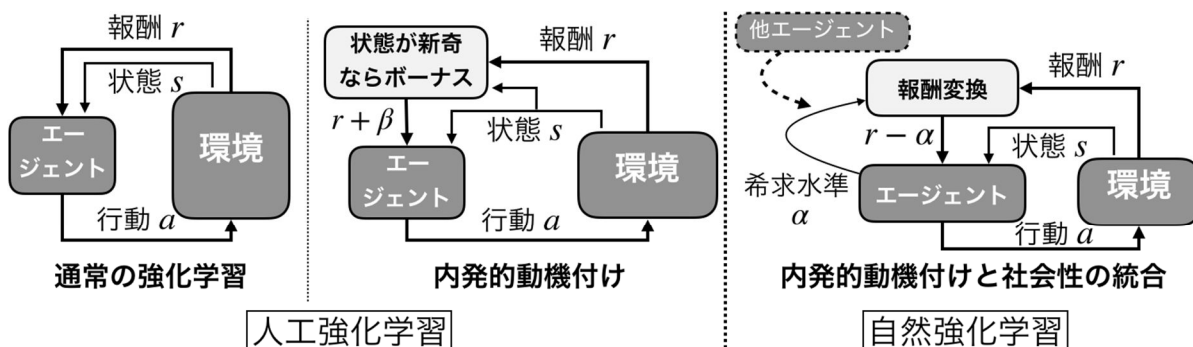 報酬 r
状態 s
エー
ジェント
環境
行動 a
通常の強化学習
状態が新奇
ならボーナス
報酬 r
r + β
状態 s
エー
ジェント
環境
行動 a
内発的動機付け
人工強化学習
他エージェント
報酬変換
報酬 r
r − α
状態 s
希求水準
α
エージェント
環境
行動 a
内発的動機付けと社会性の統合
自然強化学習